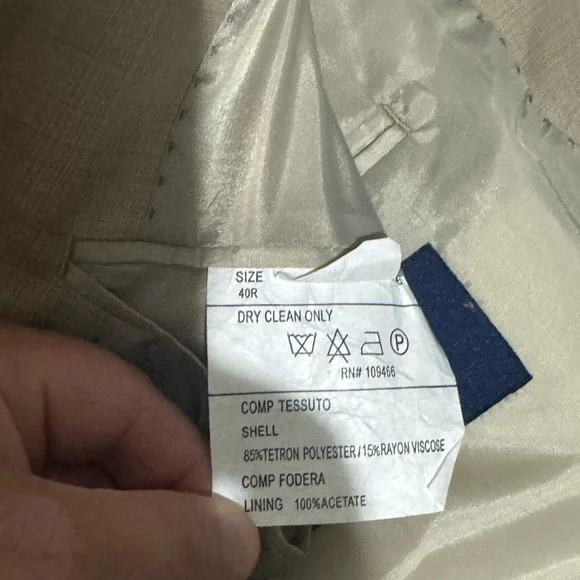 SIZE
40R
DRY CLEAN ONLY
P
RN# 109466
COMP TESSUTO
SHELL
85%TETRON POLYESTER/15%RAYON VISCOSE
COMP FODERA
LINING 100%ACETATE